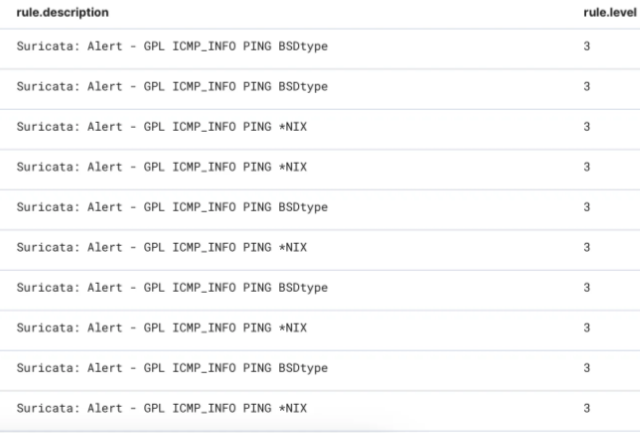 rule.description rule.level
Suricata: Alert - GPL ICMP_INFO PING BSDtype 3
Suricata: Alert - GPL ICMP_INFO PING BSDtype 3
Suricata: Alert - GPL ICMP_INFO PING *NIX 3
Suricata: Alert - GPL ICMP_INFO PING *NIX 3
Suricata: Alert - GPL ICMP_INFO PING BSDtype 3
Suricata: Alert - GPL ICMP_INFO PING *NIX 3
Suricata: Alert - GPL ICMP_INFO PING BSDtype 3
Suricata: Alert - GPL ICMP_INFO PING *NIX 3
Suricata: Alert - GPL ICMP_INFO PING BSDtype 3
Suricata: Alert - GPL ICMP_INFO PING *NIX 3